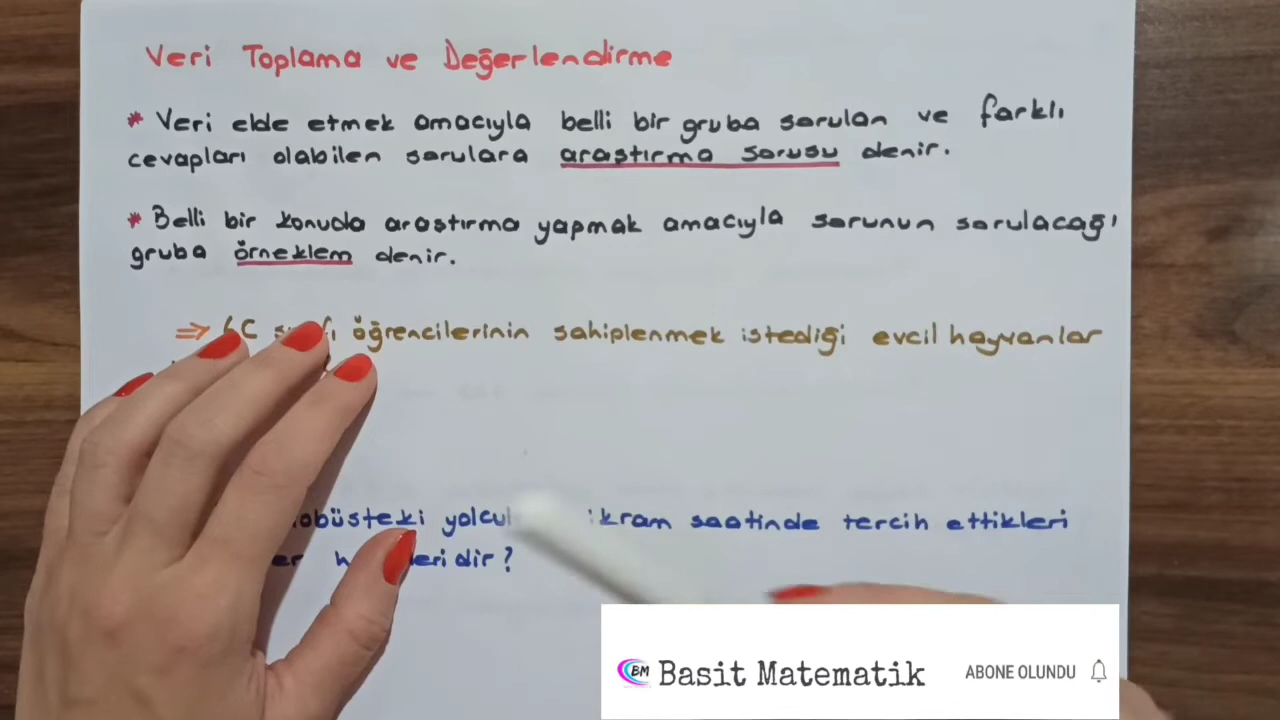 Veri Toplama ve Değerlendirme
* Veri elde etmek amacıyla belli bir gruba sorulan ve farklı
cevapları olabilen sorulara araştırma sorusu denir.
* Belli bir konuda araştırma yapmak amacıyla sorunun sorulacağı
gruba örneklem denir.
⇒ 6C öğrencilerinin sahiplenmek istediği evcil hayvanlar
ikram saatinde tercih ettikleri
BM Basit Matematik ABONE OLUNDU